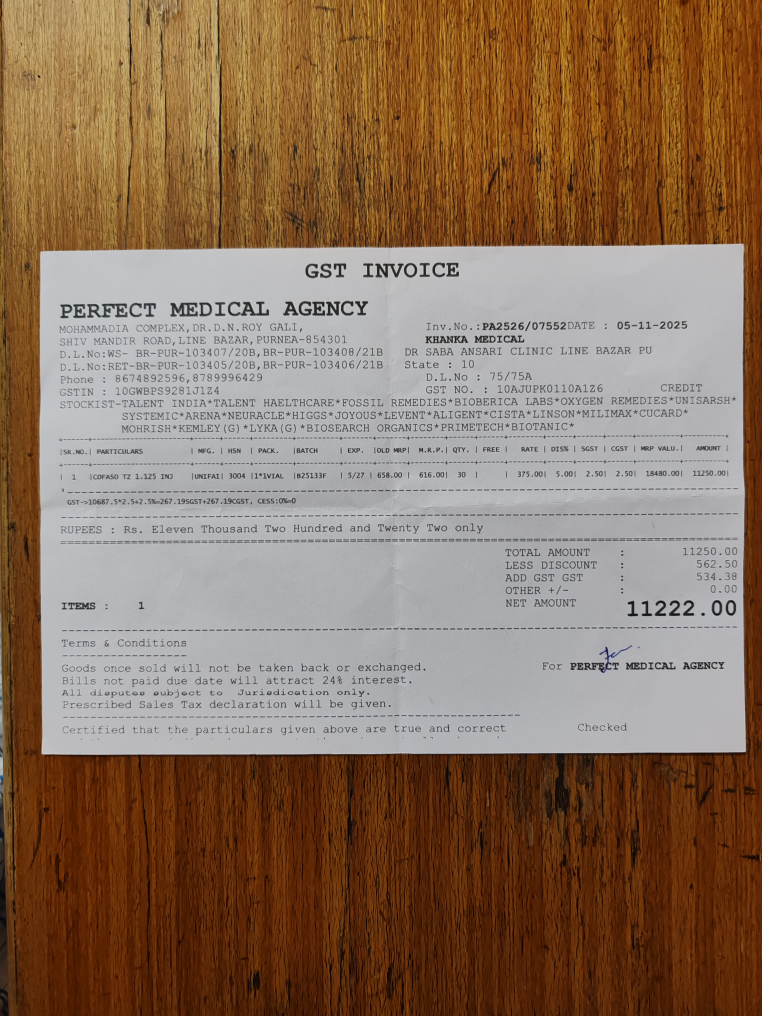 GST INVOICE
PERFECT MEDICAL AGENCY
MOHAMMADIA COMPLEX,DR.D.N.ROY GALI,
SHIV MANDIR ROAD,LINE BAZAR,PURNEA-854301
D.L.No:WS- BR-PUR-103407/20B,BR-PUR-103408/21B
D.L.No:RET-BR-PUR-103405/20B,BR-PUR-103406/21B
Phone : 8674892596,8789996429
GSTIN : 10GWBPS9281J1Z4
Inv.No.:PA2526/07552DATE : 05-11-2025
KHANKA MEDICAL
DR SABA ANSARI CLINIC LINE BAZAR PU
State : 10
D.L.No : 75/75A
GST NO. : 10AJUPK0110A1Z6 CREDIT
STOCKIST-TALENT INDIA*TALENT HAELTHCARE*FOSSIL REMEDIES*BIOBERICA LABS*OXYGEN REMEDIES*UNISARSH*
SYSTEMIC*ARENA*NEURACLE*HIGGS*JOYOUS*LEVENT*ALIGENT*CISTA*LINSON*MILIMAX*CUCARD*
MOHRISH*KEMLEY(G)*LYKA(G)*BIOSEARCH ORGANICS*PRIMETECH*BIOTANIC*
|SR.NO.| PARTICULARS | MFG. | HSN | PACK. |BATCH | EXP. |OLD MRP| M.R.P.| QTY. | FREE | RATE | DIS% | SGST | CGST | MRP VALU.| AMOUNT |
| 1 |COFASO TZ 1.125 INJ |UNIFAI| 3004 |1*1VIAL |B25133F | 5/27 | 658.00 | 616.00| 30 | | 375.00| 5.00| 2.50| 2.50| 18480.00| 11250.00|
GST->10687.5*2.5+2.5%=267.19SGST+267.19CGST, CESS:0%=0
RUPEES : Rs. Eleven Thousand Two Hundred and Twenty Two only
TOTAL AMOUNT : 11250.00
LESS DISCOUNT : 562.50
ADD GST GST : 534.38
OTHER +/- : 0.00
ITEMS : 1
NET AMOUNT 11222.00
Terms & Conditions
Goods once sold will not be taken back or exchanged.
Bills not paid due date will attract 24% interest.
All disputes subject to Jurisdication only.
Prescribed Sales Tax declaration will be given.
For PERFECT MEDICAL AGENCY
Certified that the particulars given above are true and correct
Checked